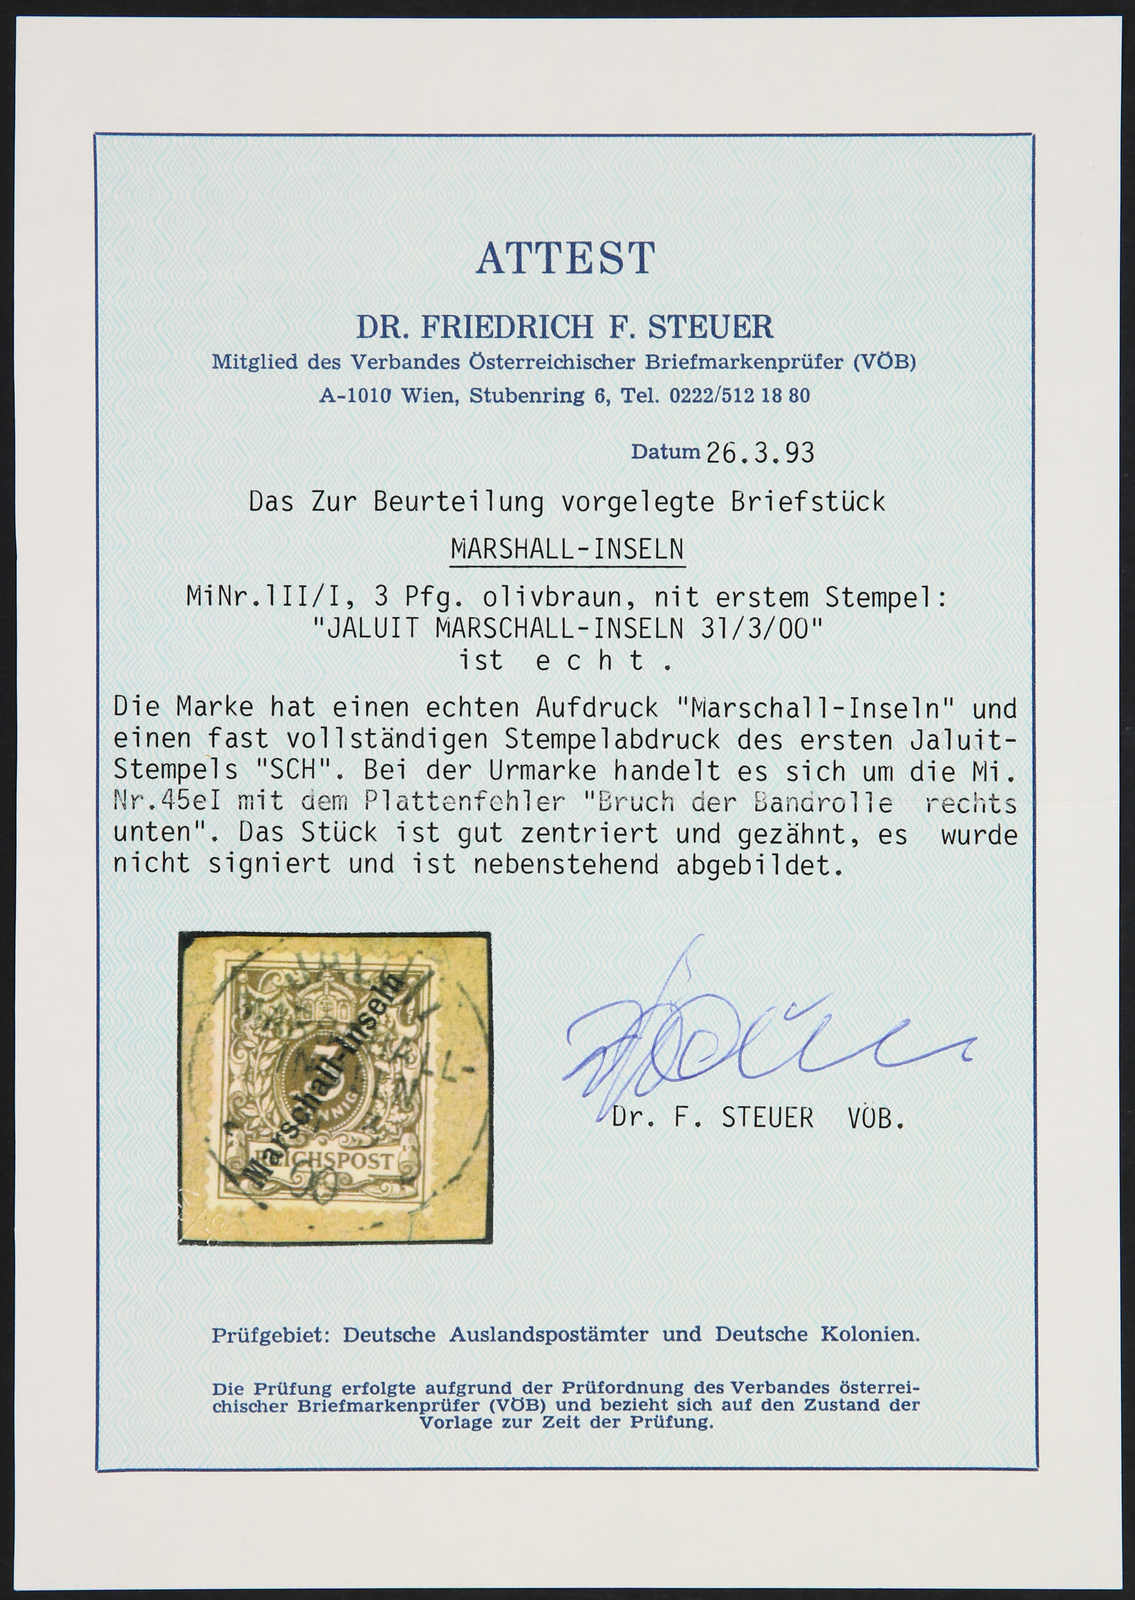 ATTEST
DR. FRIEDRICH F. STEUER
Mitglied des Verbandes Österreichischer Briefmarkenprüfer (VÖB)
A-1010 Wien, Stubenring 6, Tel. 0222/512 18 80
Datum 26.3.93
Das Zur Beurteilung vorgelegte Briefstück
MARSHALL-INSELN
MiNr.lII/I, 3 Pfg. olivbraun, nit erstem Stempel:
"JALUIT MARSCHALL-INSELN 31/3/00"
ist e c h t .
Die Marke hat einen echten Aufdruck "Marschall-Inseln" und
einen fast vollständigen Stempelabdruck des ersten Jaluit-
Stempels "SCH". Bei der Urmarke handelt es sich um die Mi.
Nr.45eI mit dem Plattenfehler "Bruch der Bandrolle rechts
unten". Das Stück ist gut zentriert und gezähnt, es wurde
nicht signiert und ist nebenstehend abgebildet.
Marschall-Inseln
3
REICHSPOST
00
Dr. F. STEUER VÖB.
Prüfgebiet: Deutsche Auslandspostämter und Deutsche Kolonien.
Die Prüfung erfolgte aufgrund der Prüfordnung des Verbandes österrei-
chischer Briefmarkenprüfer (VÖB) und bezieht sich auf den Zustand der
Vorlage zur Zeit der Prüfung.